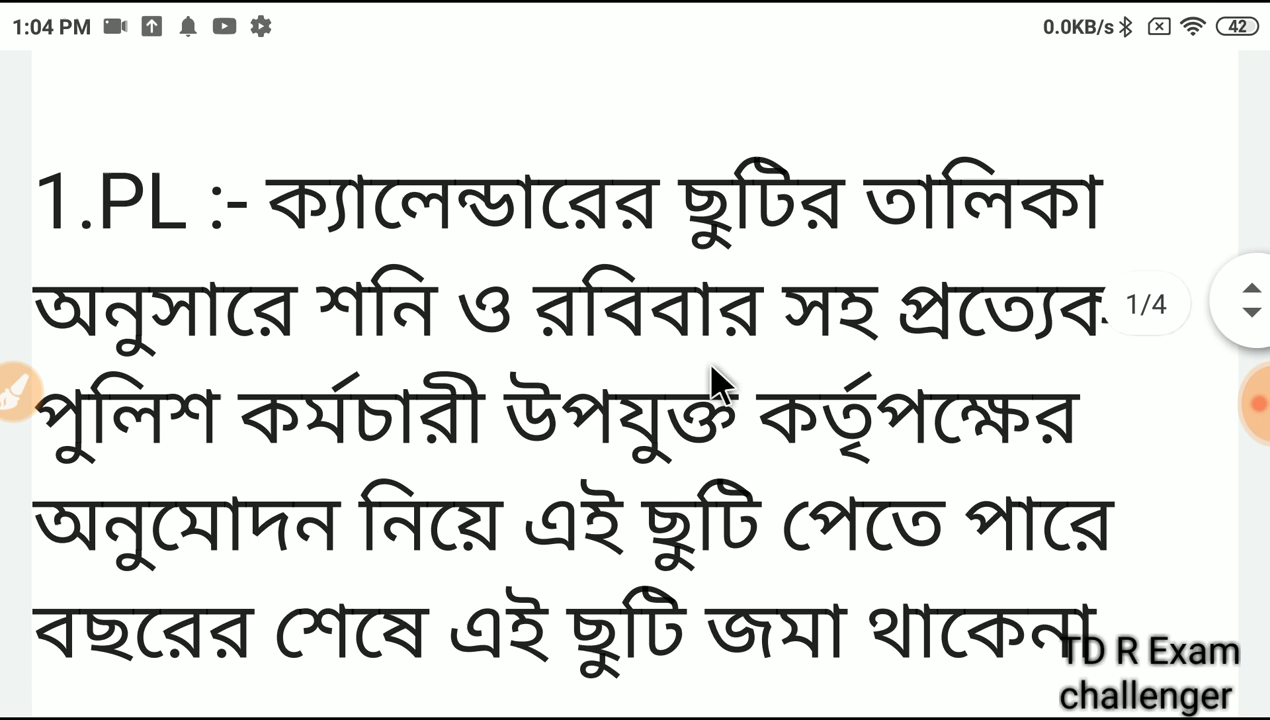 1:04 PM
0.0KB/s
42
1.PL :- ক্যালেন্ডারের ছুটির তালিকা
অনুসারে শনি ও রবিবার সহ প্রত্যেক
1/4
পুলিশ কর্মচারী উপযুক্ত কর্তৃপক্ষের
অনুমোদন নিয়ে এই ছুটি পেতে পারে
বছরের শেষে এই ছুটি জমা থাকেনা
TD R Exam
challenger